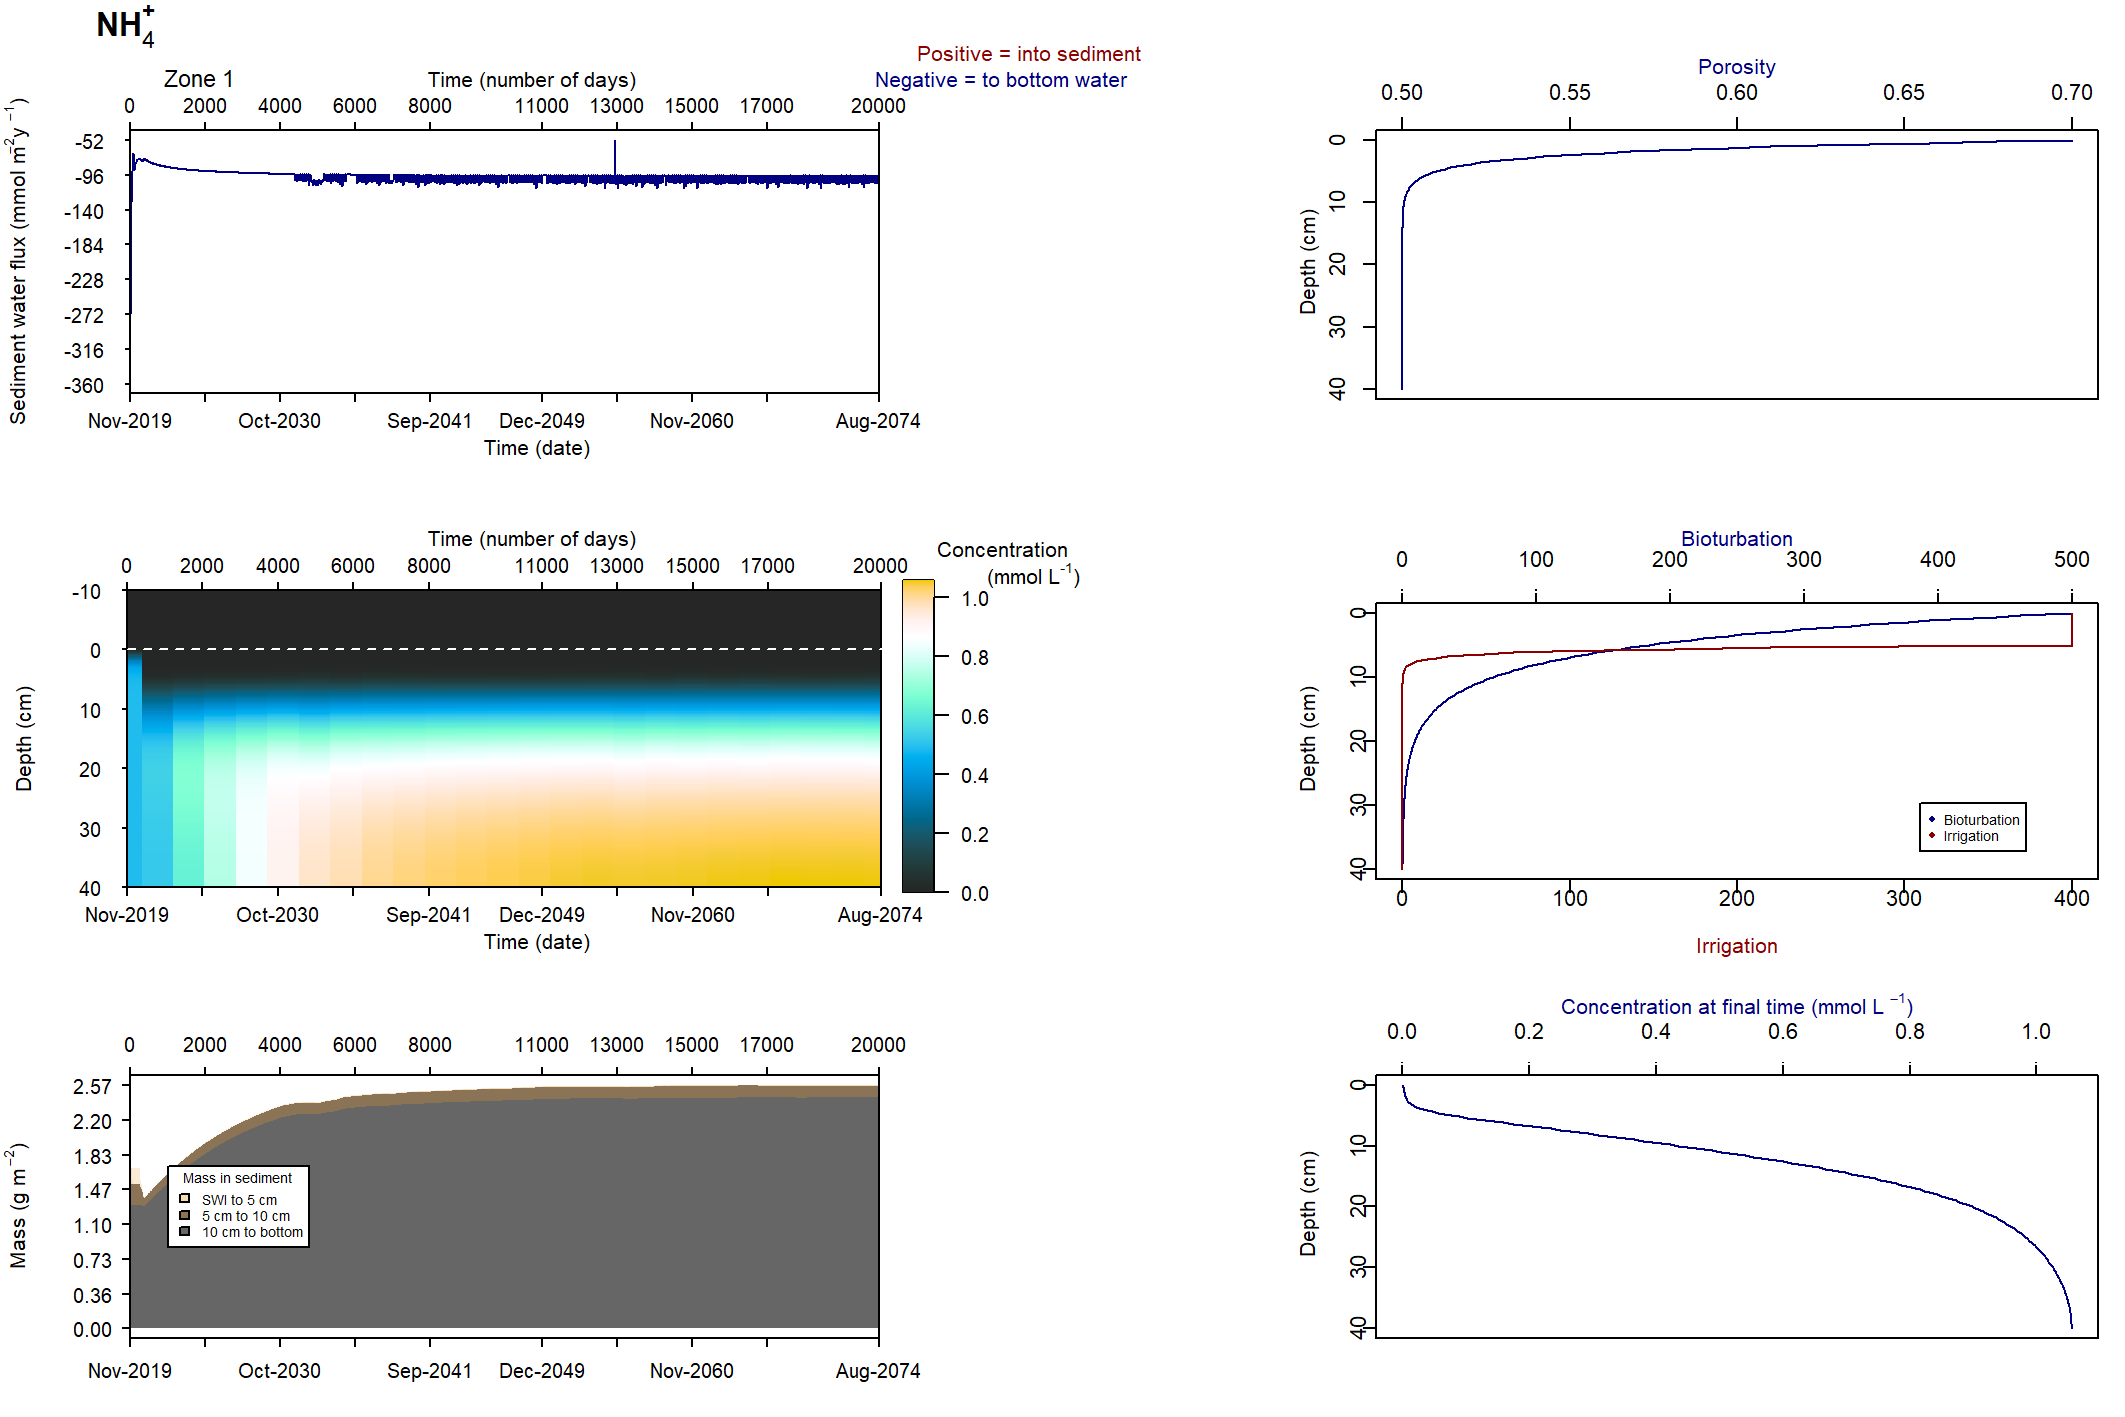 NH4+
Positive = into sediment
Zone 1
Time (number of days)
Negative = to bottom water
0 2000 4000 6000 8000 11000 13000 15000 17000 20000
Sediment water flux (mmol m−2y −1)
-52
-96
-140
-184
-228
-272
-316
-360
Nov-2019 Oct-2030 Sep-2041 Dec-2049 Nov-2060 Aug-2074
Time (date)
Porosity
0.50 0.55 0.60 0.65 0.70
Depth (cm)
0
10
20
30
40
Time (number of days)
0 2000 4000 6000 8000 11000 13000 15000 17000 20000
Concentration
(mmol L-1)
Depth (cm)
-10
0
10
20
30
40
1.0
0.8
0.6
0.4
0.2
0.0
Nov-2019 Oct-2030 Sep-2041 Dec-2049 Nov-2060 Aug-2074
Time (date)
Bioturbation
0 100 200 300 400 500
Depth (cm)
0
10
20
30
40
Bioturbation
Irrigation
0 100 200 300 400
Irrigation
0 2000 4000 6000 8000 11000 13000 15000 17000 20000
Mass (g m−2)
2.57
2.20
1.83
1.47
1.10
0.73
0.36
0.00
Mass in sediment
SWI to 5 cm
5 cm to 10 cm
10 cm to bottom
Nov-2019 Oct-2030 Sep-2041 Dec-2049 Nov-2060 Aug-2074
Concentration at final time (mmol L −1)
0.0 0.2 0.4 0.6 0.8 1.0
Depth (cm)
0
10
20
30
40